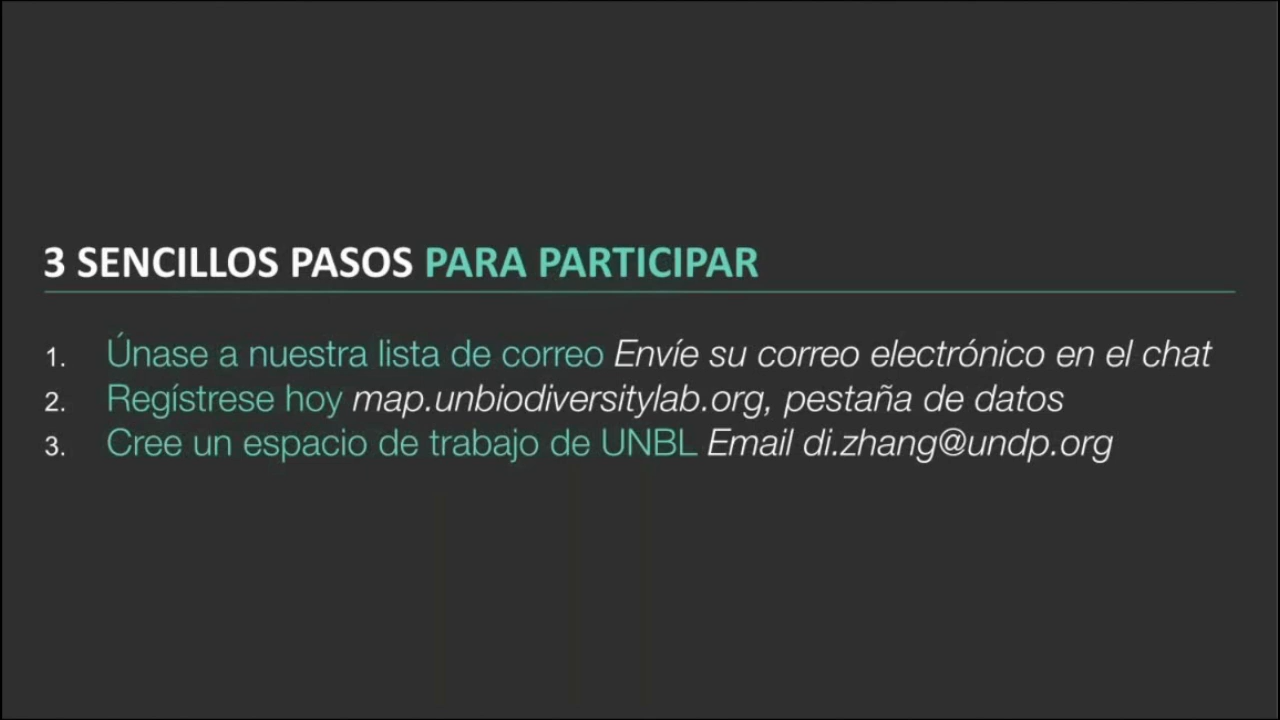 3 SENCILLOS PASOS PARA PARTICIPAR
1. Únase a nuestra lista de correo Envíe su correo electrónico en el chat
2. Regístrese hoy map.unbiodiversitylab.org, pestaña de datos
3. Cree un espacio de trabajo de UNBL Email di.zhang@undp.org